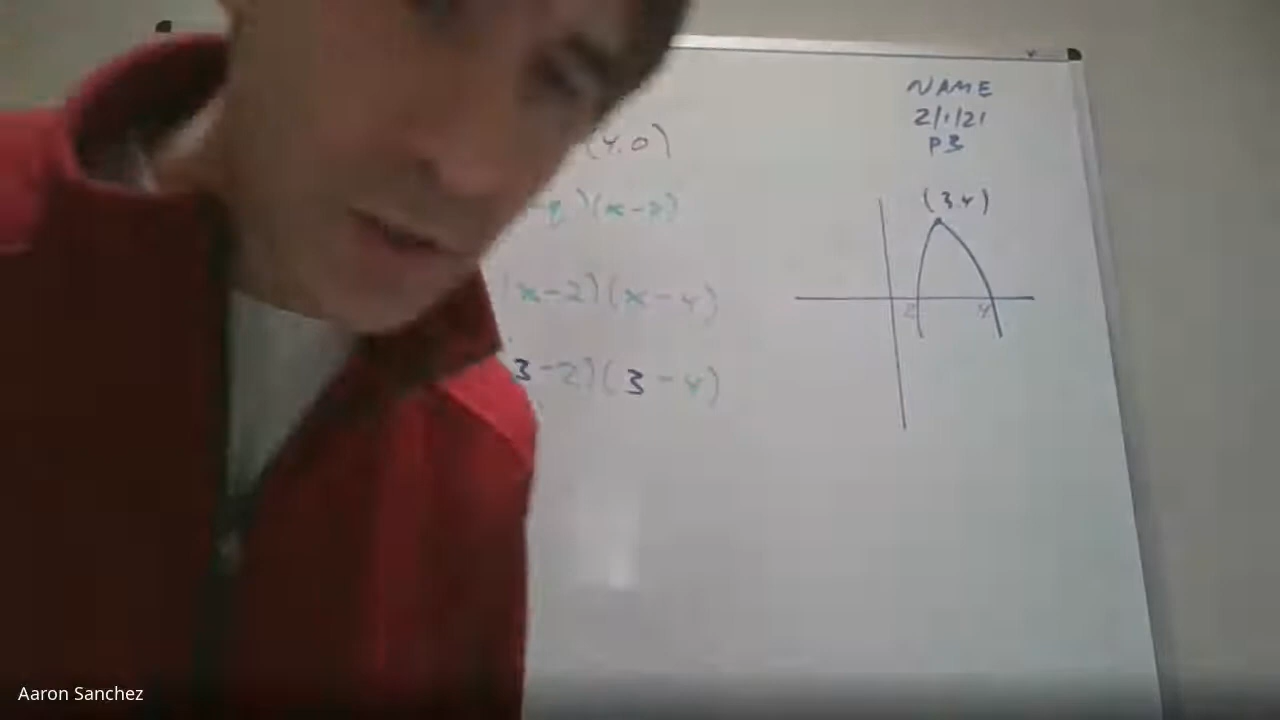 NAME
2/1/21
P3
(4,0)
(3,4)
)(x-p)
(x-2)(x-4)
2
4
3-2)(3-4)
Aaron Sanchez